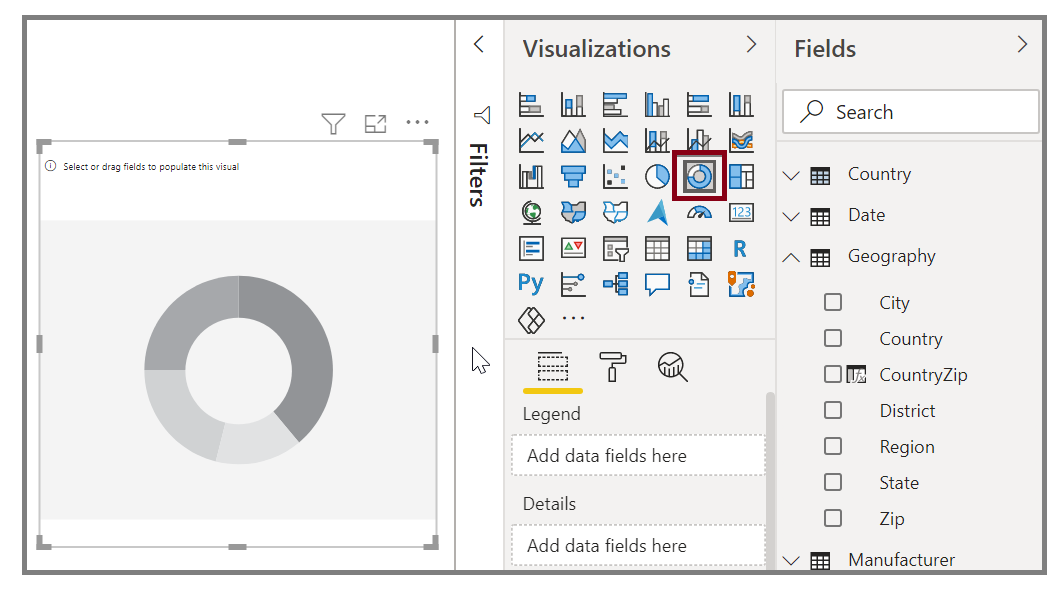 Select or drag fields to populate this visual
Filters
Visualizations
123
R
Py
Legend
Add data fields here
Details
Add data fields here
Fields
Search
Country
Date
Geography
City
Country
fx
CountryZip
District
Region
State
Zip
Manufacturer